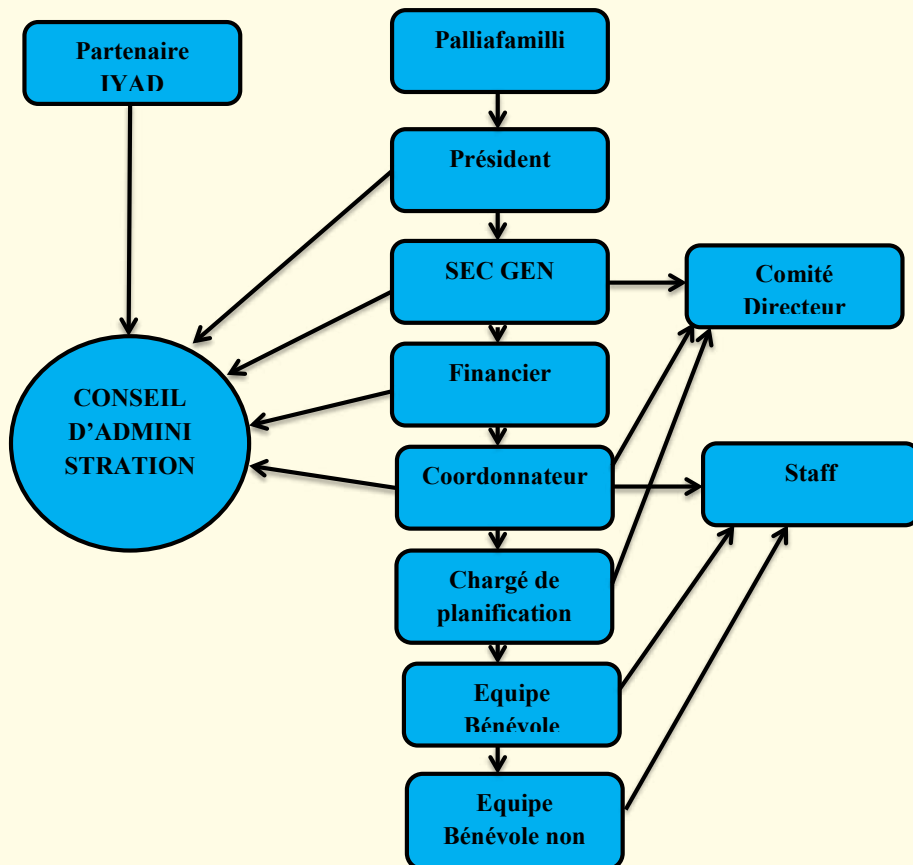 Partenaire
IYAD
Palliafamilli
Président
SEC GEN
Comité
Directeur
Financier
CONSEIL
D’ADMINI
STRATION
Coordonnateur
Staff
Chargé de
planification
Equipe
Bénévole
Equipe
Bénévole non